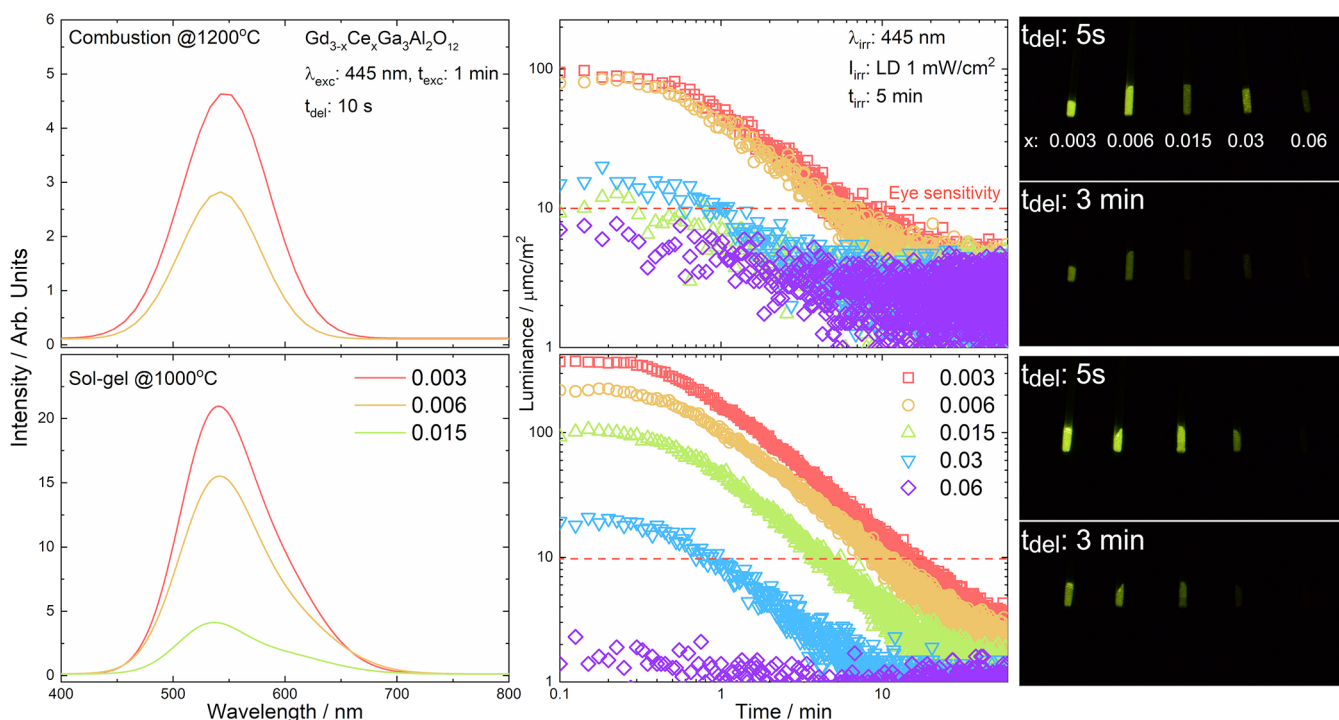 Combustion @1200°C
Gd₃₋ₓCeₓGa₃Al₂O₁₂
λexc: 445 nm, texc: 1 min
tdel: 10 s
6
5
4
3
2
1
0
Sol-gel @1000°C
0.003
0.006
0.015
20
15
10
5
0
Intensity / Arb. Units
400 500 600 700 800
Wavelength / nm
λirr: 445 nm
Iirr: LD 1 mW/cm²
tirr: 5 min
Eye sensitivity
100
10
1
0.003
0.006
0.015
0.03
0.06
100
10
1
Luminance / μmc/m²
0.1 1 10
Time / min
tdel: 5s
x: 0.003 0.006 0.015 0.03 0.06
tdel: 3 min
tdel: 5s
tdel: 3 min